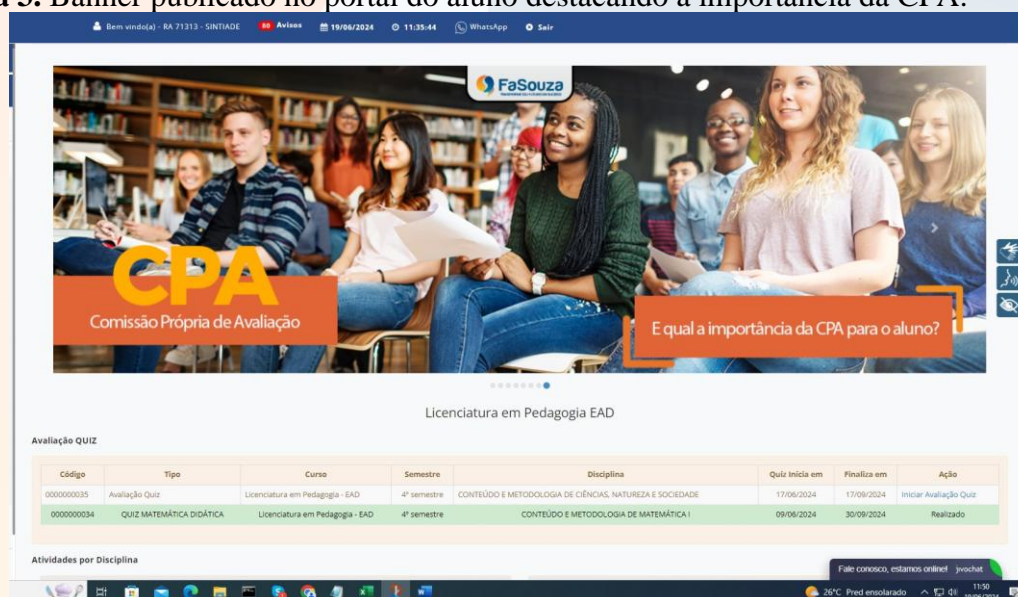 a 3. Banner publicado no portal do aluno destacando a importância da CPA.
Bem vindo(a) - RA 71313 - SINTIADE 80 Avisos 19/06/2024 11:35:44 WhatsApp Sair
FaSouza
CPA
Comissão Própria de Avaliação
E qual a importância da CPA para o aluno?
Licenciatura em Pedagogia EAD
Avaliação QUIZ
Código Tipo Curso Semestre Disciplina Quiz Inicia em Finaliza em Ação
0000000035 Avaliação Quiz Licenciatura em Pedagogia - EAD 4º semestre CONTEÚDO E METODOLOGIA DE CIÊNCIAS, NATUREZA E SOCIEDADE 17/06/2024 17/09/2024 Iniciar Avaliação Quiz
0000000034 QUIZ MATEMÁTICA DIDÁTICA Licenciatura em Pedagogia - EAD 4º semestre CONTEÚDO E METODOLOGIA DE MATEMÁTICA I 09/06/2024 30/09/2024 Realizado
Atividades por Disciplina
Fale conosco, estamos online! jivochat
26°C Pred ensolarado 11:50
19/06/2024